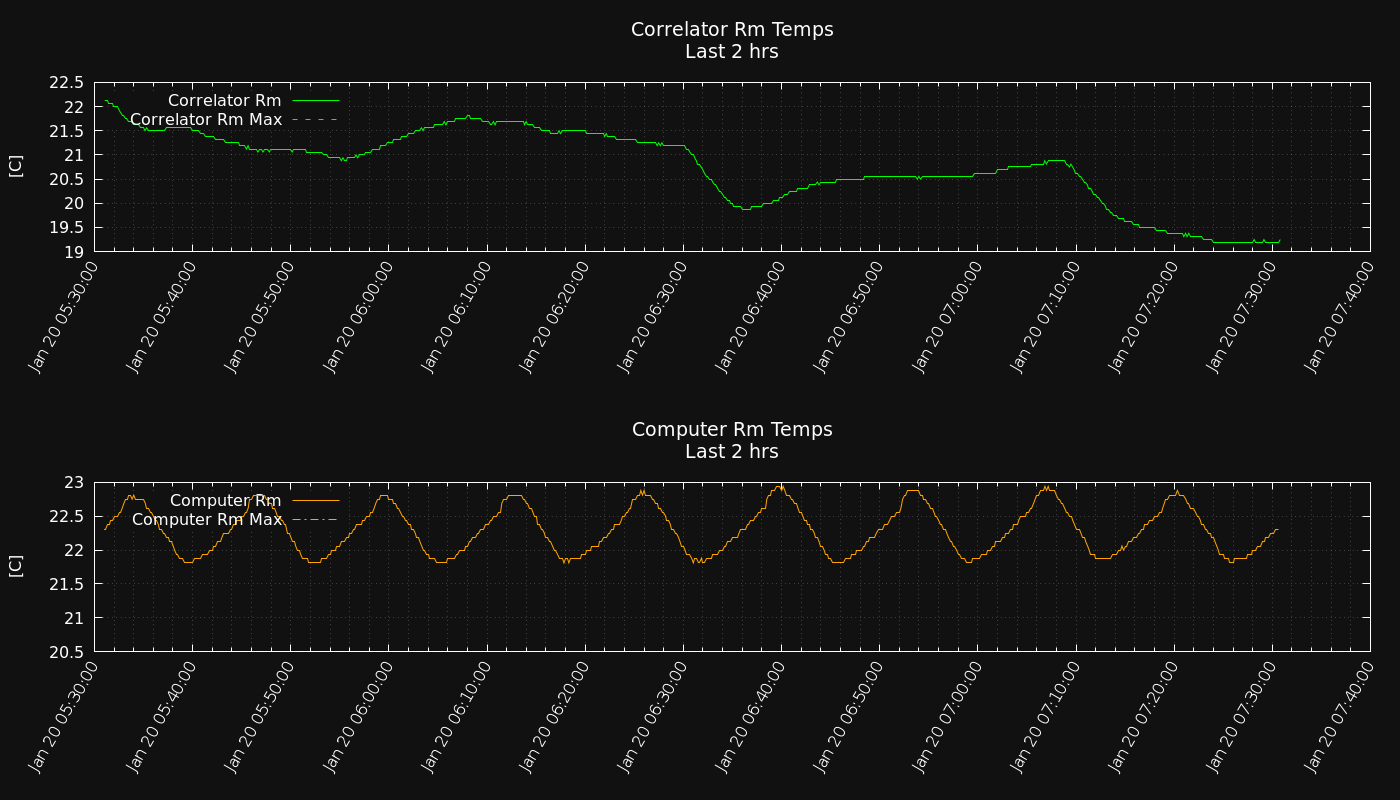 Correlator Rm Temps
Last 2 hrs
Correlator Rm
Correlator Rm Max
[C]
22.5
22
21.5
21
20.5
20
19.5
19
Jan 20 05:30:00
Jan 20 05:40:00
Jan 20 05:50:00
Jan 20 06:00:00
Jan 20 06:10:00
Jan 20 06:20:00
Jan 20 06:30:00
Jan 20 06:40:00
Jan 20 06:50:00
Jan 20 07:00:00
Jan 20 07:10:00
Jan 20 07:20:00
Jan 20 07:30:00
Jan 20 07:40:00
Computer Rm Temps
Last 2 hrs
Computer Rm
Computer Rm Max
[C]
23
22.5
22
21.5
21
20.5
Jan 20 05:30:00
Jan 20 05:40:00
Jan 20 05:50:00
Jan 20 06:00:00
Jan 20 06:10:00
Jan 20 06:20:00
Jan 20 06:30:00
Jan 20 06:40:00
Jan 20 06:50:00
Jan 20 07:00:00
Jan 20 07:10:00
Jan 20 07:20:00
Jan 20 07:30:00
Jan 20 07:40:00